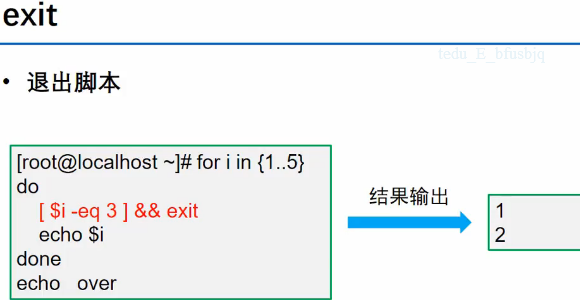 exit
tedu_E_bfusbjq
• 退出脚本
[root@localhost ~]# for i in {1..5}
do
[ $i -eq 3 ] && exit
echo $i
done
echo over
结果输出
1
2